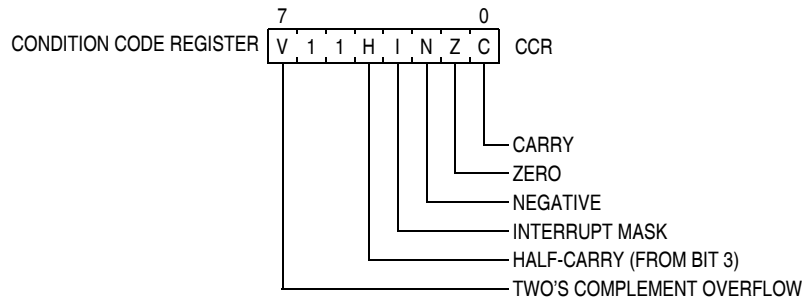 7 0
CONDITION CODE REGISTER V 1 1 H I N Z C CCR
CARRY
ZERO
NEGATIVE
INTERRUPT MASK
HALF-CARRY (FROM BIT 3)
TWO'S COMPLEMENT OVERFLOW